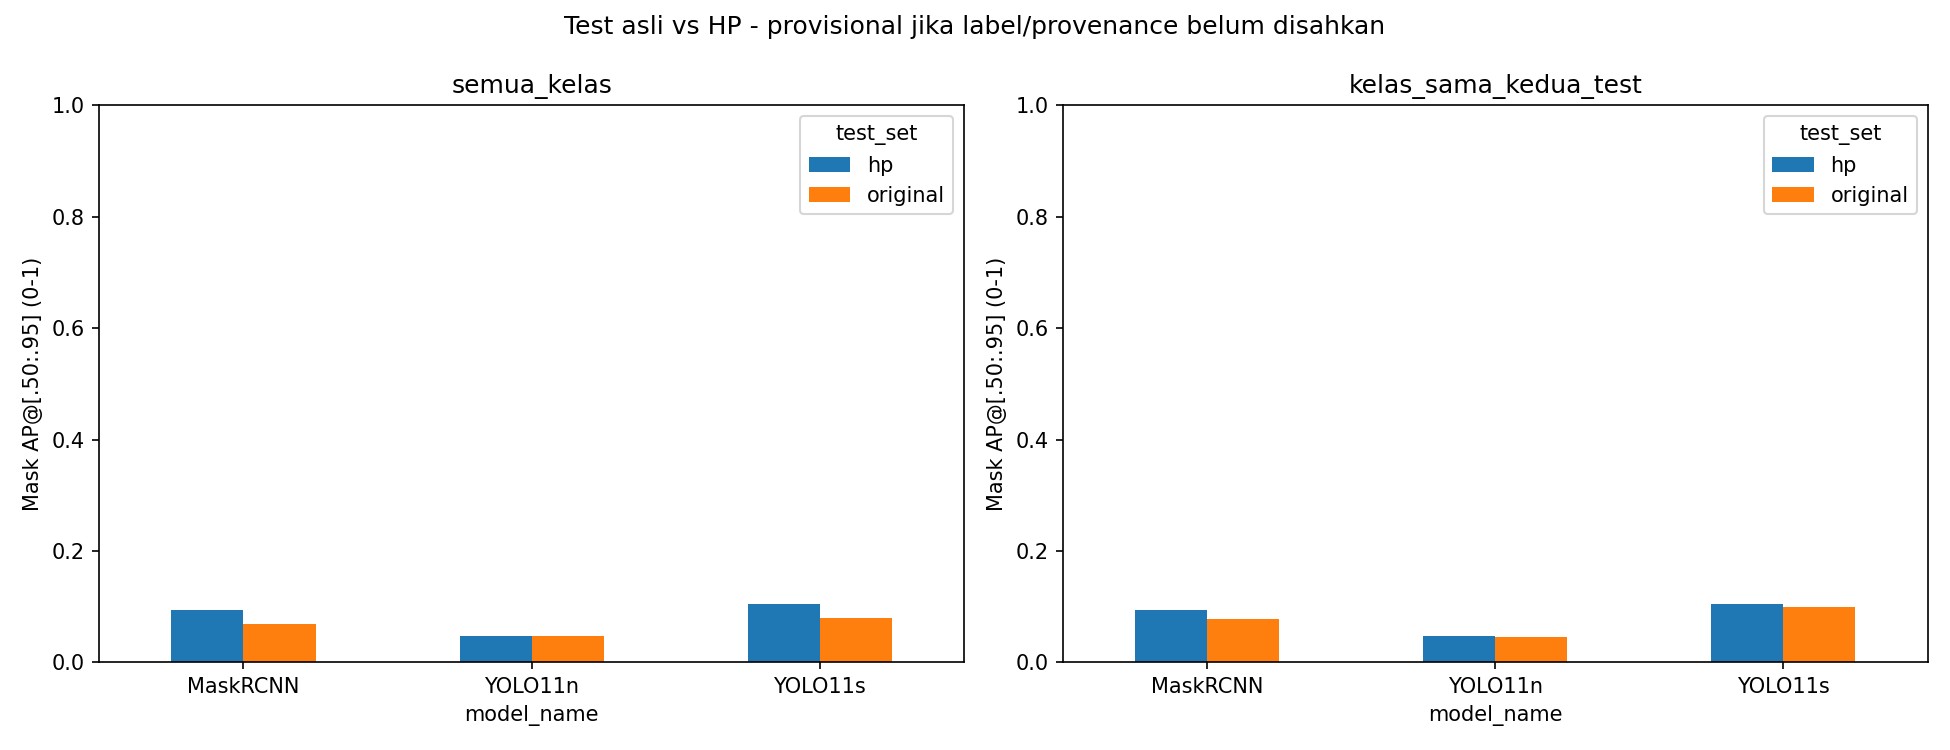 Test asli vs HP - provisional jika label/provenance belum disahkan
semua_kelas
1.0
0.8
0.6
0.4
0.2
0.0
Mask AP@[.50:.95] (0-1)
test_set
hp
original
MaskRCNN
YOLO11n
YOLO11s
model_name
kelas_sama_kedua_test
1.0
0.8
0.6
0.4
0.2
0.0
Mask AP@[.50:.95] (0-1)
test_set
hp
original
MaskRCNN
YOLO11n
YOLO11s
model_name